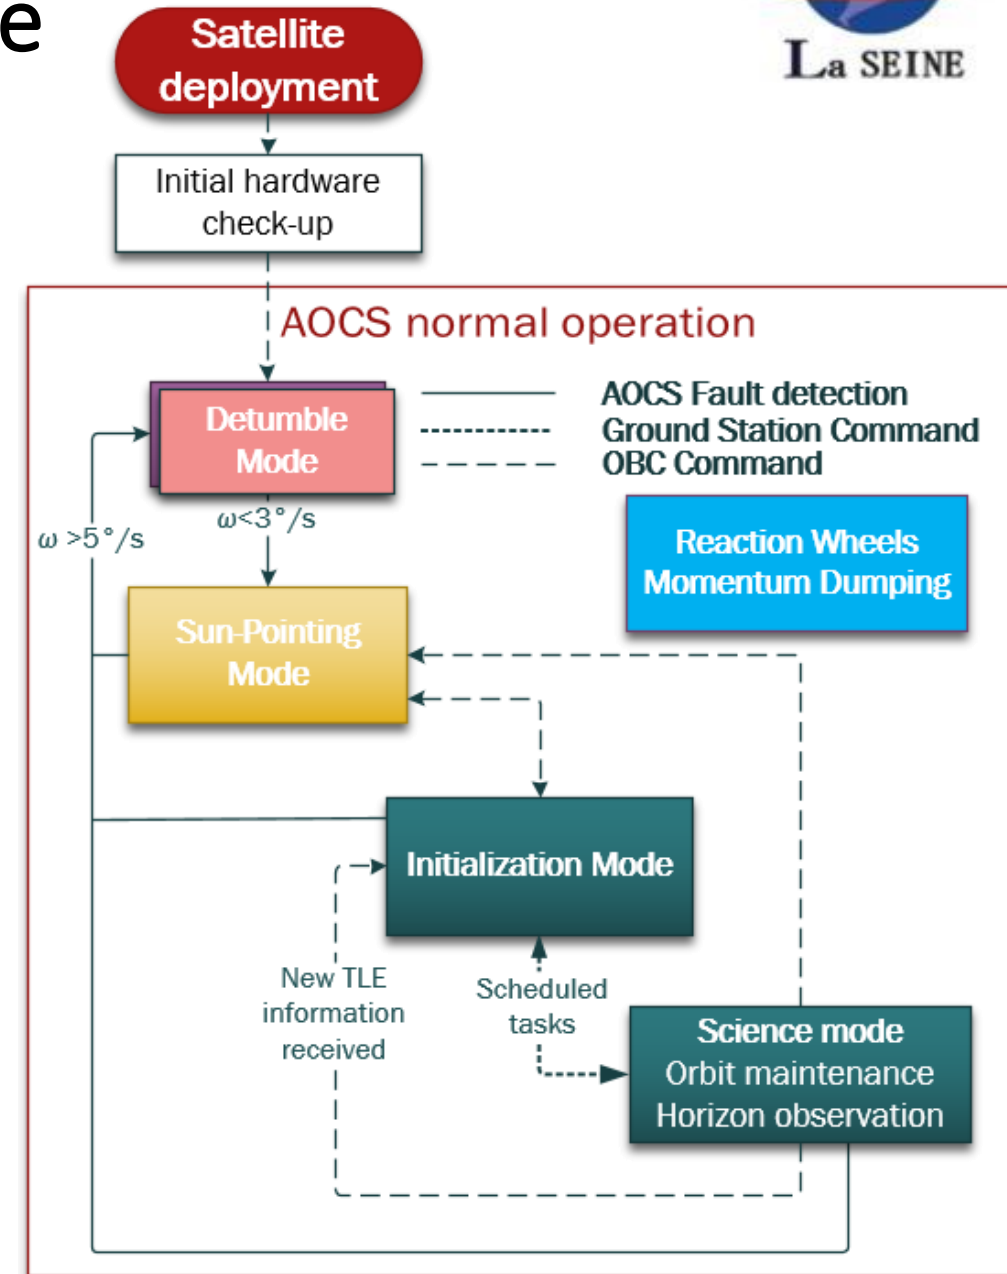 e
La SEINE
Satellite
deployment
Initial hardware
check-up
AOCS normal operation
Detumble
Mode
AOCS Fault detection
Ground Station Command
OBC Command
ω<3°/s
ω >5°/s
Reaction Wheels
Momentum Dumping
Sun-Pointing
Mode
Initialization Mode
New TLE
information
received
Scheduled
tasks
Science mode
Orbit maintenance
Horizon observation